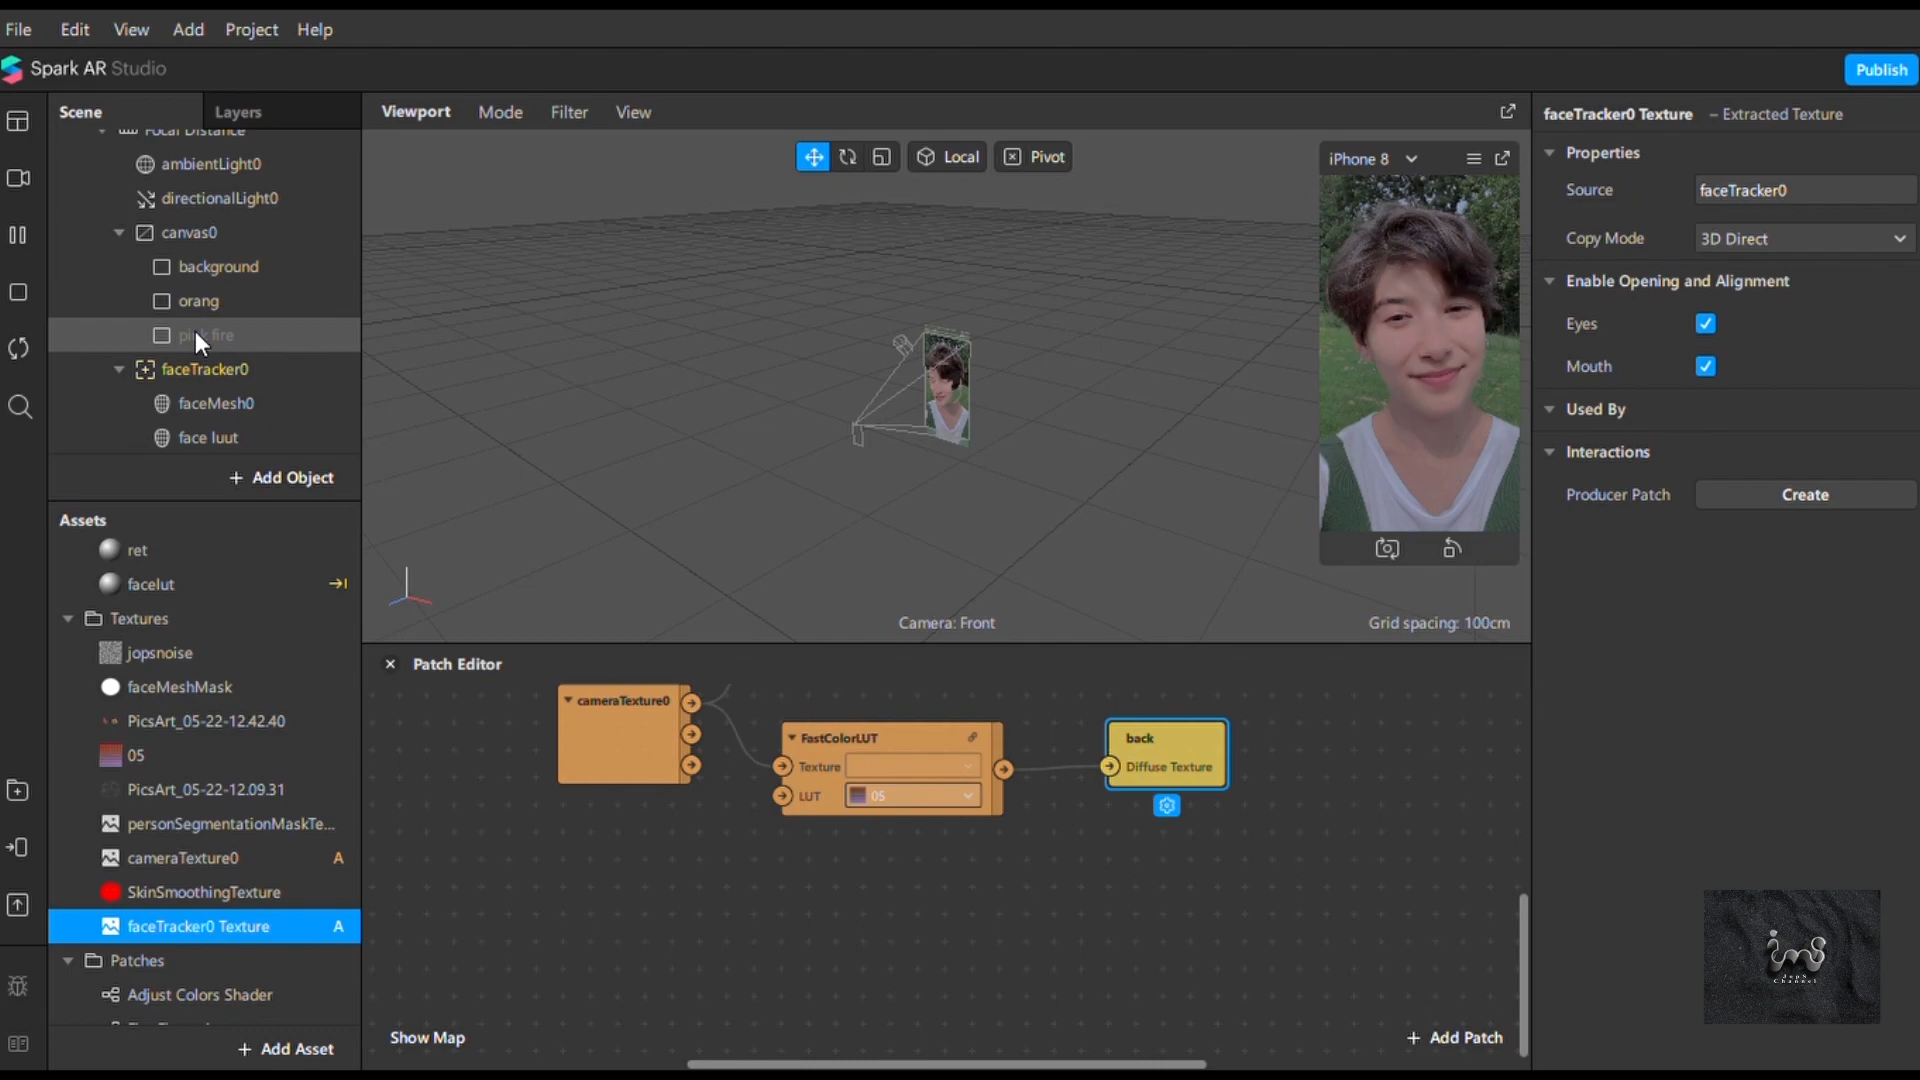 File Edit View Add Project Help
Spark AR Studio
Publish
Scene Layers
Focal Distance
ambientLight0
directionalLight0
canvas0
background
orang
faceTracker0
faceMesh0
face luut
+ Add Object
Assets
ret
facelut
Textures
jopsnoise
faceMeshMask
PicsArt_05-22-12.42.40
05
PicsArt_05-22-12.09.31
personSegmentationMaskTe...
cameraTexture0 A
SkinSmoothingTexture
faceTracker0 Texture A
Patches
Adjust Colors Shader
+ Add Asset
Viewport Mode Filter View
Local Pivot
iPhone 8
Camera: Front
Grid spacing: 100cm
Patch Editor
cameraTexture0
FastColorLUT
Texture
LUT 05
back
Diffuse Texture
Show Map
+ Add Patch
faceTracker0 Texture – Extracted Texture
Properties
Source faceTracker0
Copy Mode 3D Direct
Enable Opening and Alignment
Eyes
Mouth
Used By
Interactions
Producer Patch Create
JopS
Channel